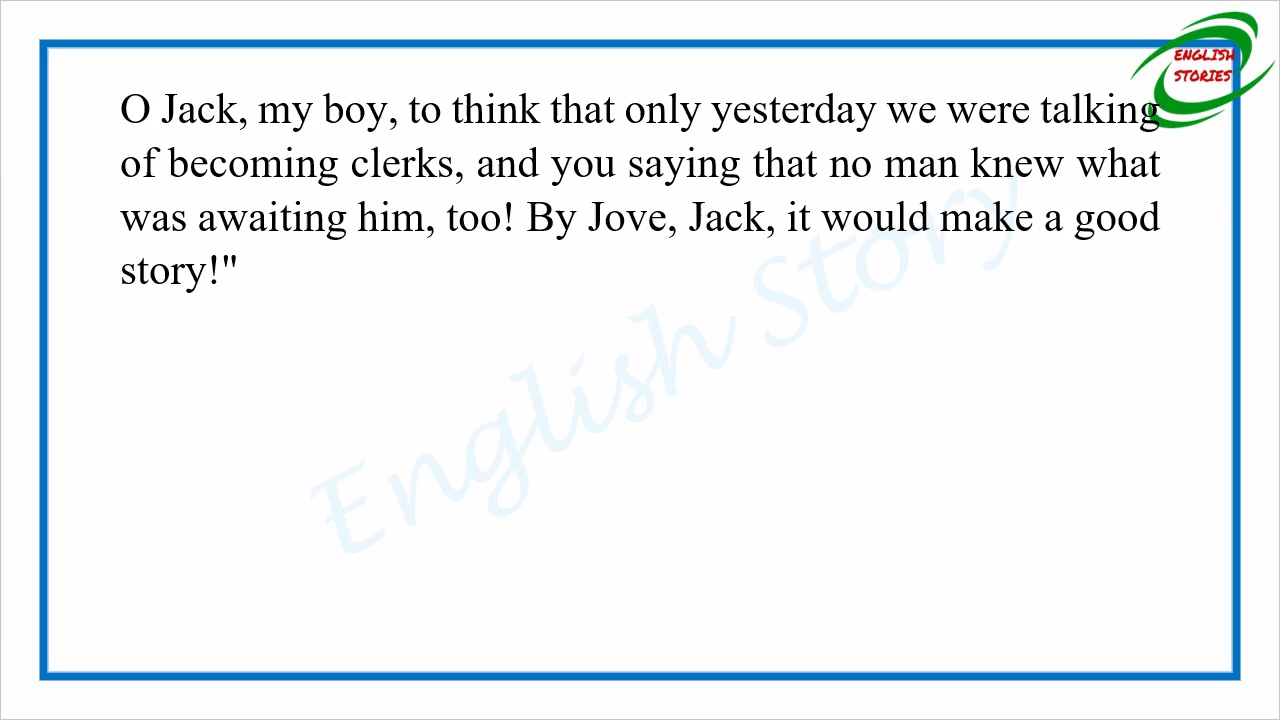 ENGLISH
STORIES
O Jack, my boy, to think that only yesterday we were talking
of becoming clerks, and you saying that no man knew what
was awaiting him, too! By Jove, Jack, it would make a good
story!"
English Story